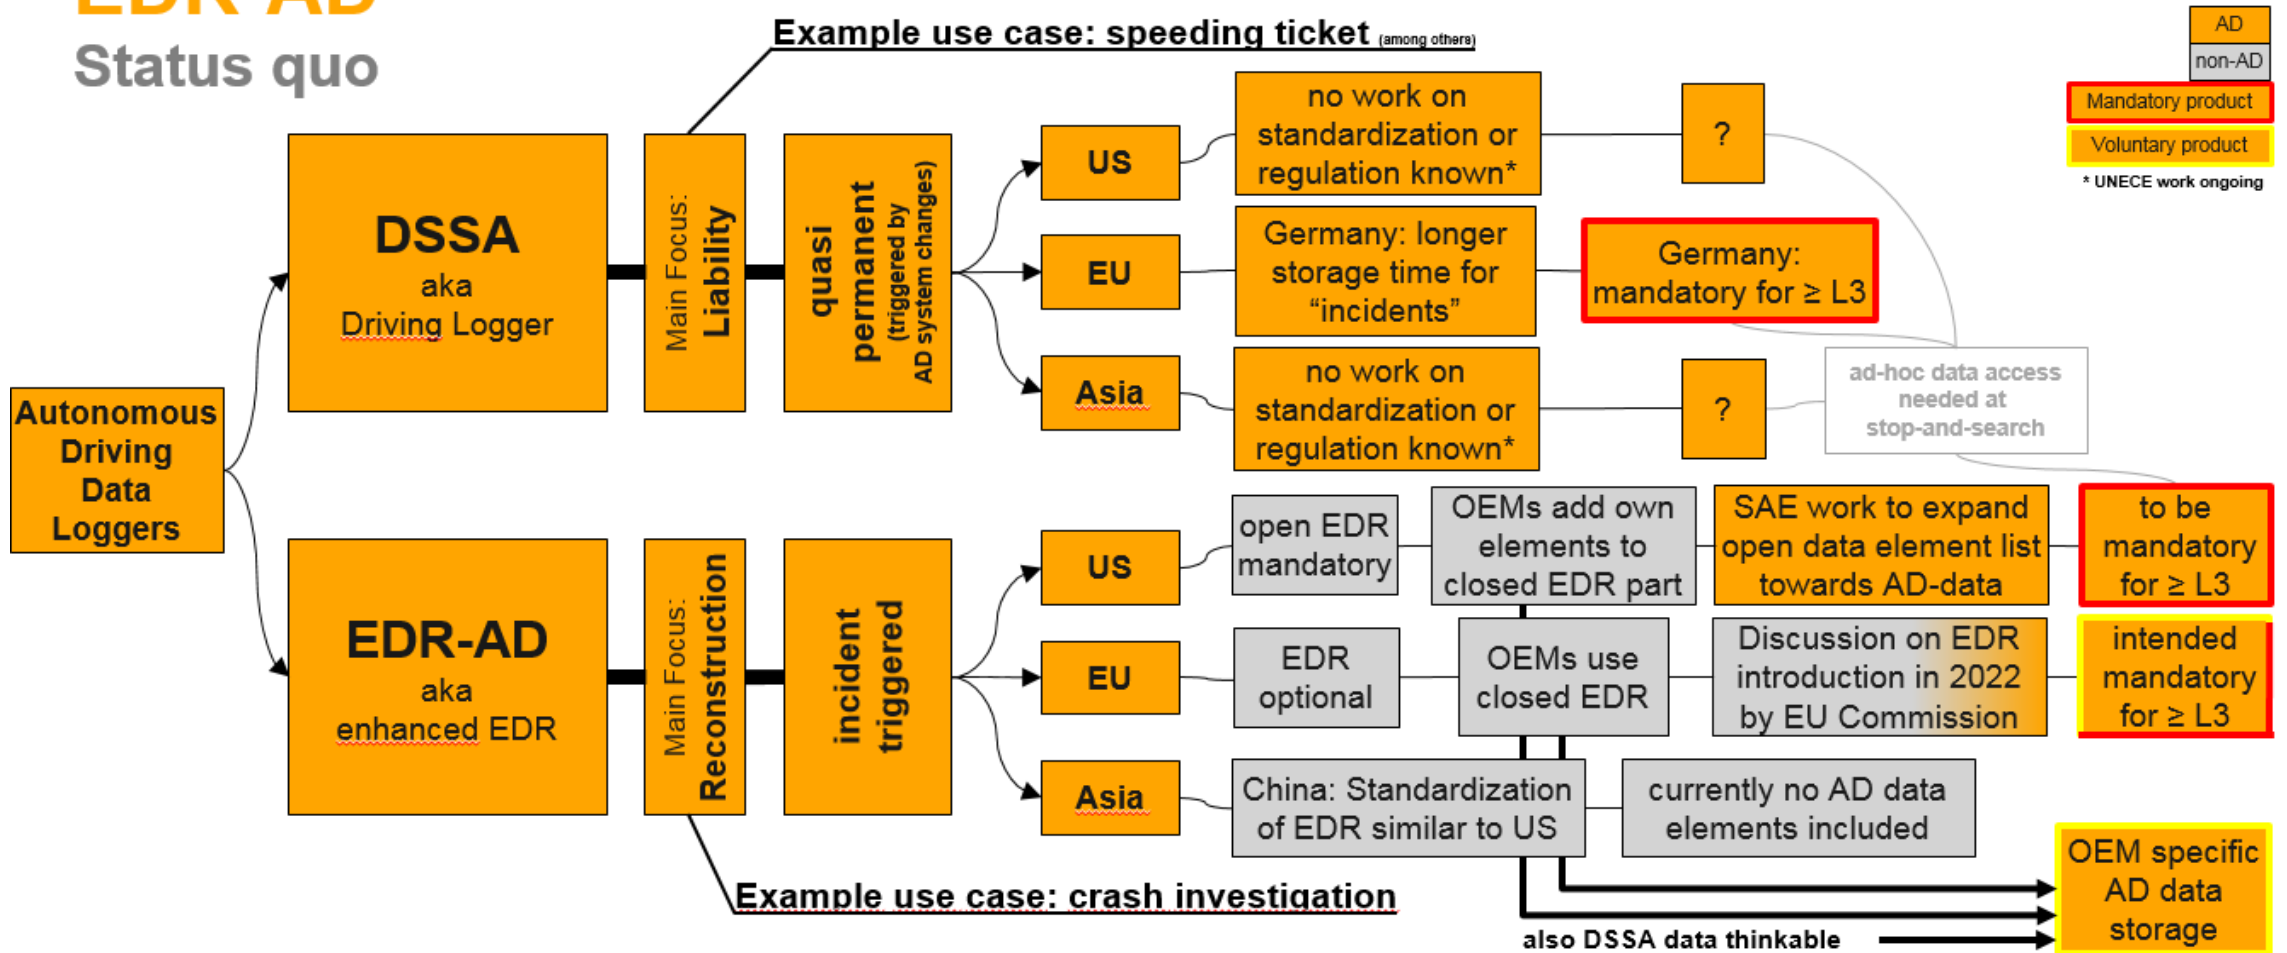 EDR-AD
Status quo
Example use case: speeding ticket (among others)
AD
non-AD
Mandatory product
Voluntary product
* UNECE work ongoing
Autonomous
Driving
Data
Loggers
DSSA
aka
Driving Logger
Main Focus:
Liability
quasi
permanent
(triggered by
AD system changes)
US
no work on
standardization or
regulation known*
?
EU
Germany: longer
storage time for
“incidents”
Germany:
mandatory for ≥ L3
Asia
no work on
standardization or
regulation known*
?
ad-hoc data access
needed at
stop-and-search
EDR-AD
aka
enhanced EDR
Main Focus:
Reconstruction
incident
triggered
US
open EDR
mandatory
OEMs add own
elements to
closed EDR part
SAE work to expand
open data element list
towards AD-data
to be
mandatory
for ≥ L3
EU
EDR
optional
OEMs use
closed EDR
Discussion on EDR
introduction in 2022
by EU Commission
intended
mandatory
for ≥ L3
Asia
China: Standardization
of EDR similar to US
currently no AD data
elements included
OEM specific
AD data
storage
Example use case: crash investigation
also DSSA data thinkable